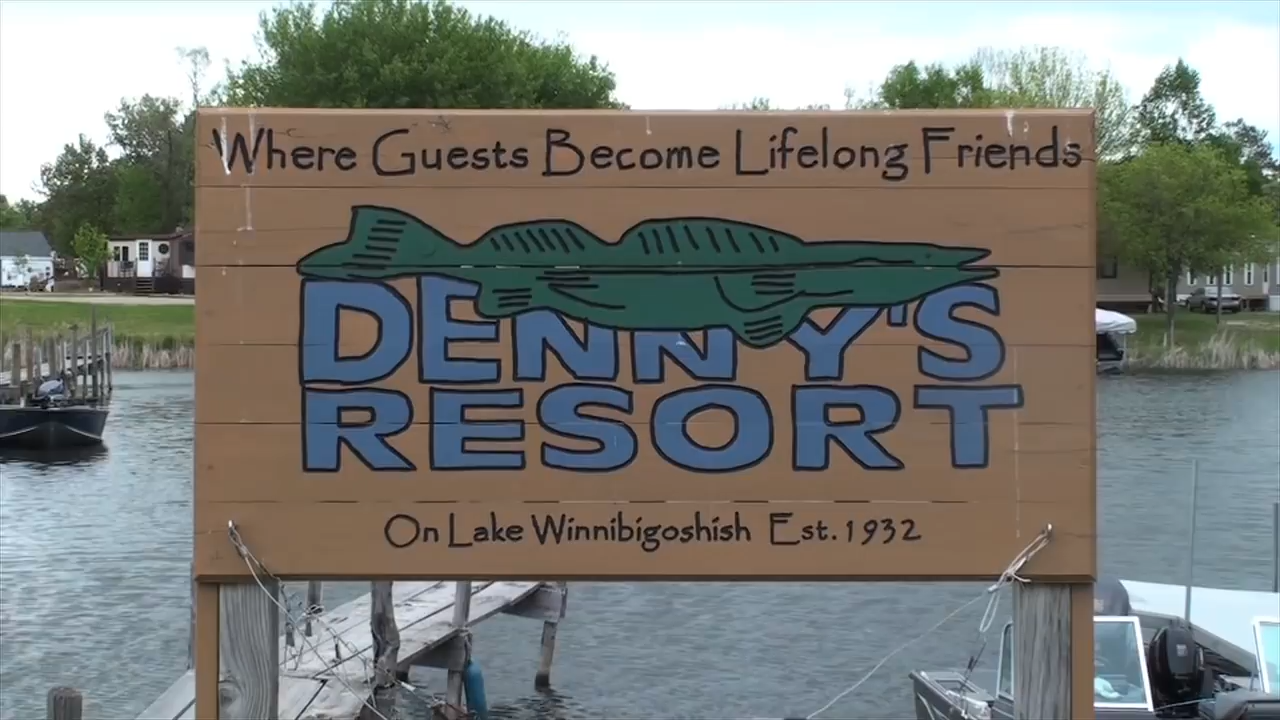 Where Guests Become Lifelong Friends
DENNY'S
RESORT
On Lake Winnibigoshish Est. 1932